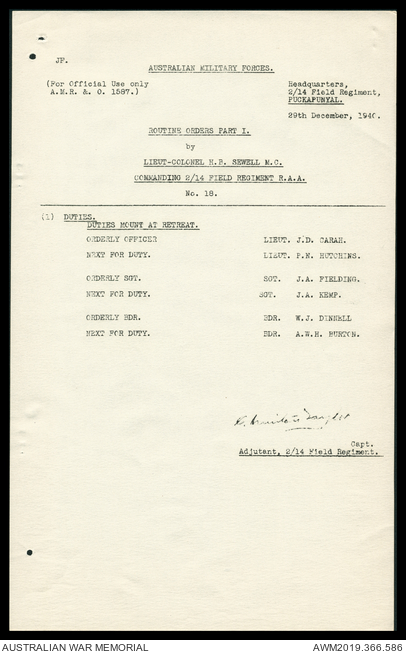 JP.
AUSTRALIAN MILITARY FORCES.
(For Official Use only
A.M.R. & O. 1587.)
Headquarters,
2/14 Field Regiment,
PUCKAPUNYAL.
29th December, 1940.
ROUTINE ORDERS PART I.
by
LIEUT-COLONEL H.B. SEWELL M.C.
COMMANDING 2/14 FIELD REGIMENT R.A.A.
No. 18.
(1) DUTIES.
DUTIES MOUNT AT RETREAT.
ORDERLY OFFICER LIEUT. J.D. CARAH.
NEXT FOR DUTY. LIEUT. P.N. HUTCHINS.
ORDERLY SGT. SGT. J.A. FIELDING.
NEXT FOR DUTY. SGT. J.A. KEMP.
ORDERLY BDR. BDR. W.J. DINNELL
NEXT FOR DUTY. BDR. A.W.H. BURTON.
Capt.
Adjutant, 2/14 Field Regiment.
AUSTRALIAN WAR MEMORIAL AWM2019.366.586